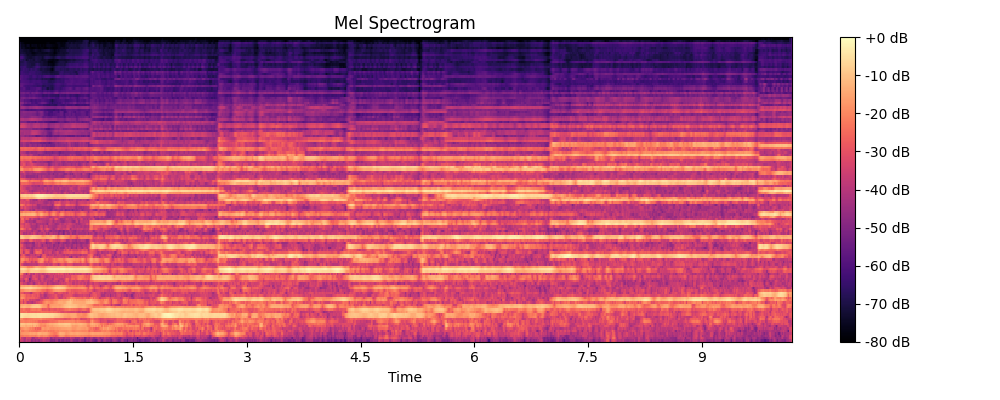 Mel Spectrogram
+0 dB
-10 dB
-20 dB
-30 dB
-40 dB
-50 dB
-60 dB
-70 dB
-80 dB
0 1.5 3 4.5 6 7.5 9
Time